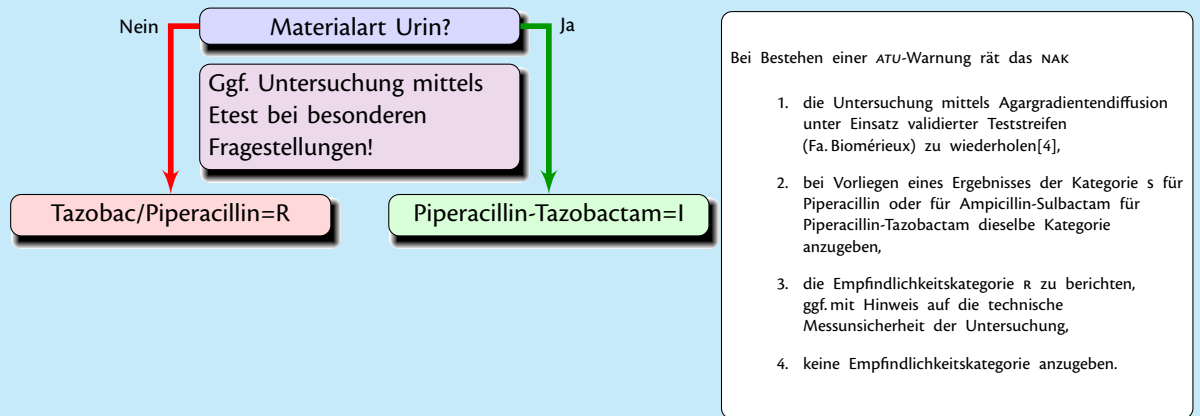 Nein
Materialart Urin?
Ja
Ggf. Untersuchung mittels
Etest bei besonderen
Fragestellungen!
Tazobac/Piperacillin=R
Piperacillin-Tazobactam=I
Bei Bestehen einer ATU-Warnung rät das NAK
1. die Untersuchung mittels Agargradientendiffusion
unter Einsatz validierter Teststreifen
(Fa. Biomérieux) zu wiederholen[4],
2. bei Vorliegen eines Ergebnisses der Kategorie S für
Piperacillin oder für Ampicillin-Sulbactam für
Piperacillin-Tazobactam dieselbe Kategorie
anzugeben,
3. die Empfindlichkeitskategorie R zu berichten,
ggf. mit Hinweis auf die technische
Messunsicherheit der Untersuchung,
4. keine Empfindlichkeitskategorie anzugeben.